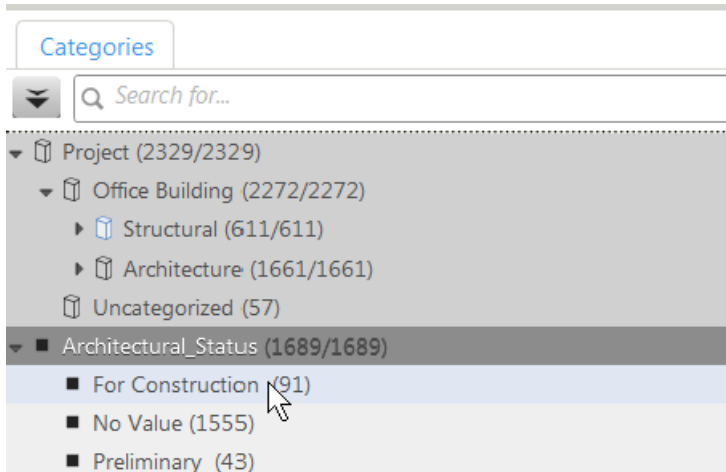 Categories
Search for...
Project (2329/2329)
Office Building (2272/2272)
Structural (611/611)
Architecture (1661/1661)
Uncategorized (57)
Architectural_Status (1689/1689)
For Construction (91)
No Value (1555)
Preliminary (43)